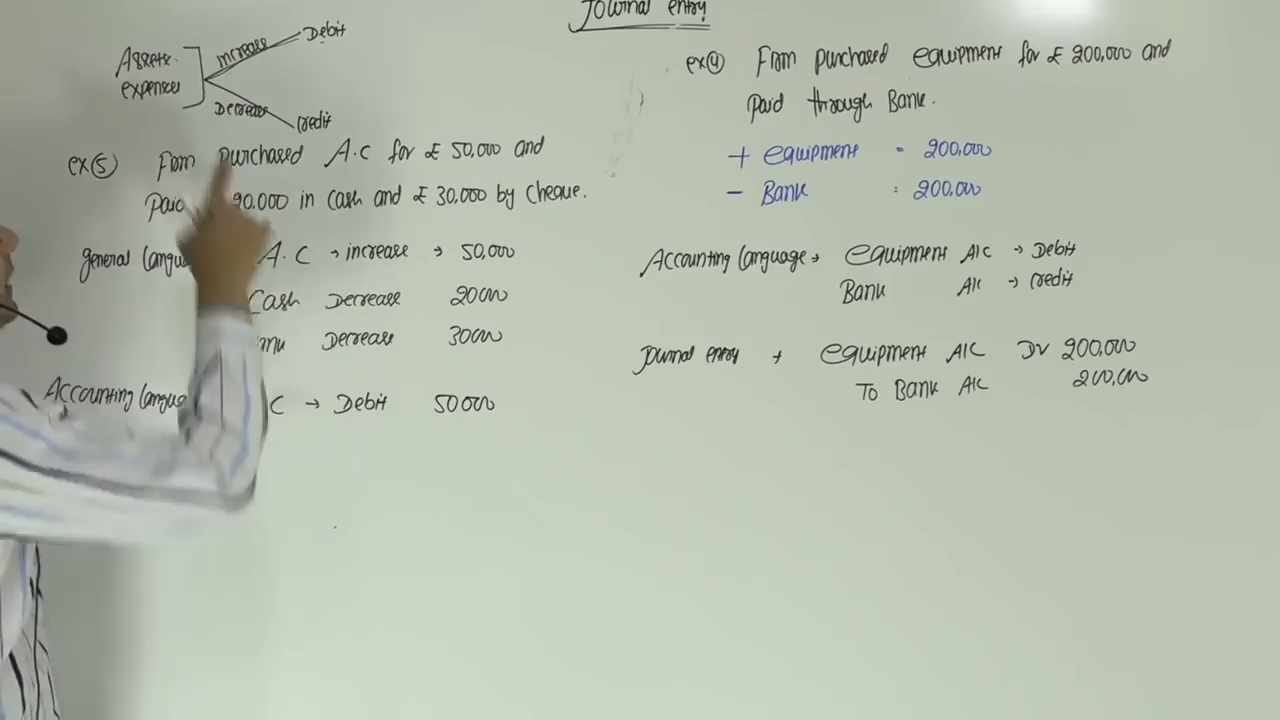 Journal entry
Assets
expenses
increase
Debit
Decrease
credit
ex⑤ Firm purchased A.C for £ 50,000 and
Paid 20,000 in Cash and £ 30,000 by Cheque.
general A.C → increase → 50,000
Cash Decrease 20000
Decrease 30000
Accounting C → Debit 50000
ex④ Firm purchased equipment for £ 200,000 and
Paid through Bank.
+ equipment = 200,000
- Bank : 200,000
Accounting language → equipment A/C → Debit
Bank A/C → credit
Journal entry → equipment A/C Dr 200,000
To Bank A/C 200,000